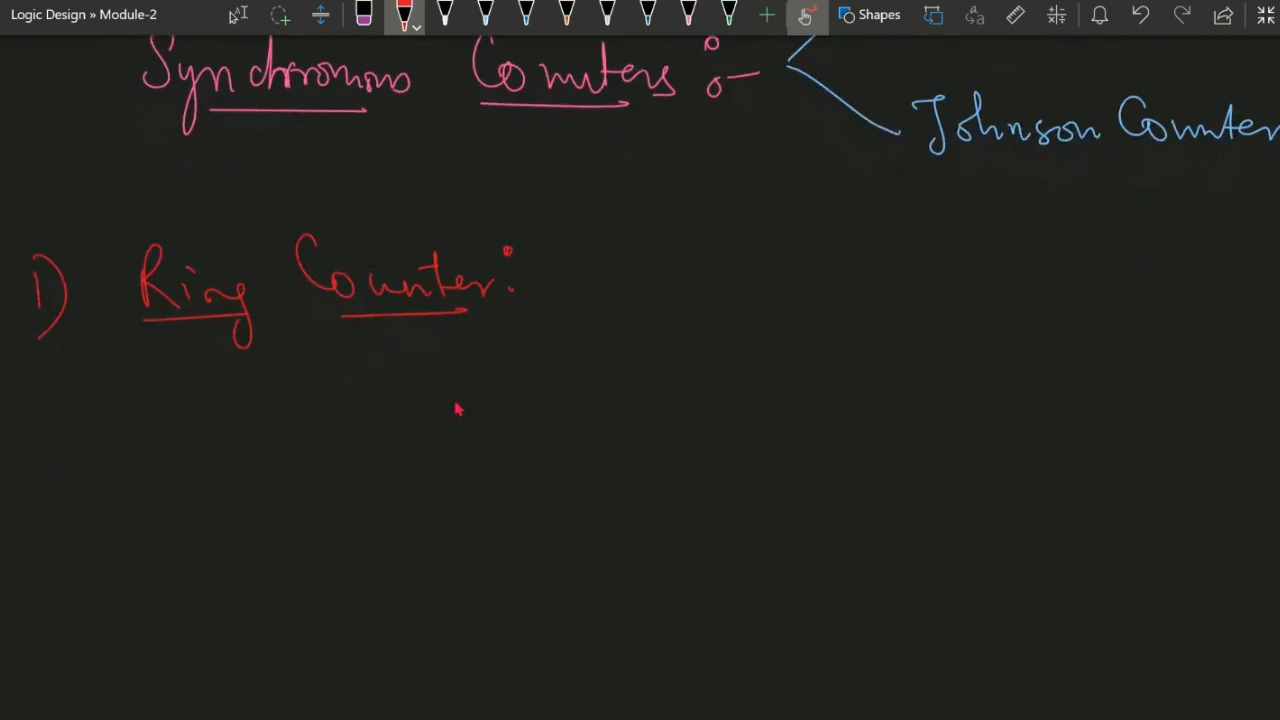 Logic Design » Module-2
Shapes
Synchronous Counters :-
Johnson Counter
1) Ring Counter: